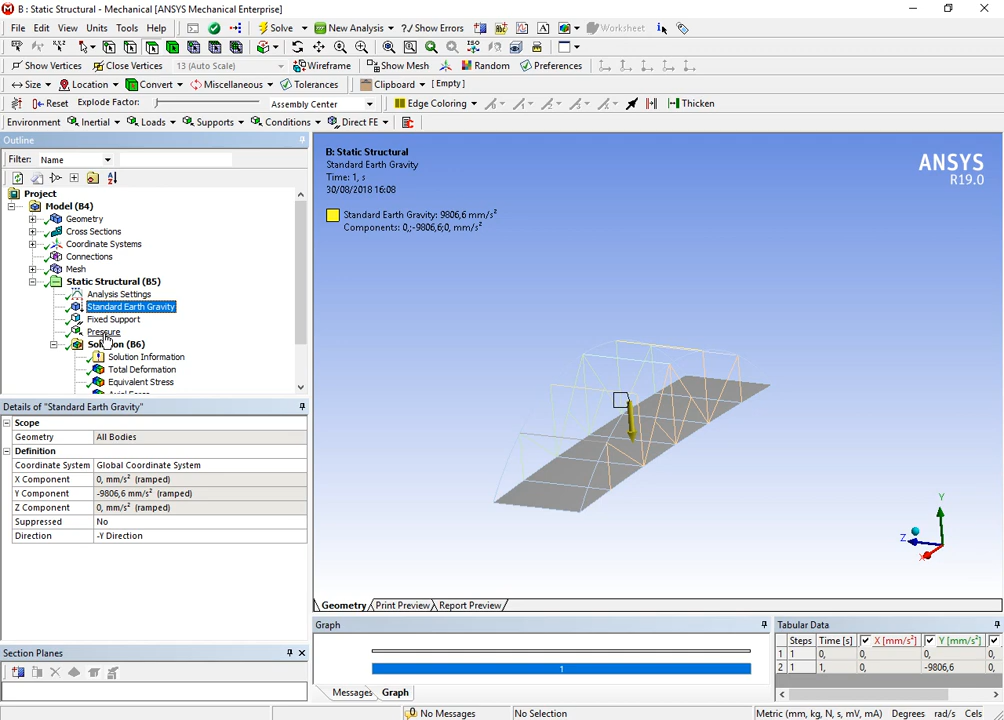 B : Static Structural - Mechanical [ANSYS Mechanical Enterprise]
File Edit View Units Tools Help Solve New Analysis ?/Show Errors Worksheet
Show Vertices Close Vertices 13 (Auto Scale) Wireframe Show Mesh Random Preferences
Size Location Convert Miscellaneous Tolerances Clipboard [ Empty ]
Reset Explode Factor: Assembly Center Edge Coloring Thicken
Environment Inertial Loads Supports Conditions Direct FE
Outline
Filter: Name
Project
Model (B4)
Geometry
Cross Sections
Coordinate Systems
Connections
Mesh
Static Structural (B5)
Analysis Settings
Standard Earth Gravity
Fixed Support
Pressure
Solution (B6)
Solution Information
Total Deformation
Equivalent Stress
Details of "Standard Earth Gravity"
Scope
Geometry All Bodies
Definition
Coordinate System Global Coordinate System
X Component 0, mm/s² (ramped)
Y Component -9806,6 mm/s² (ramped)
Z Component 0, mm/s² (ramped)
Suppressed No
Direction -Y Direction
Section Planes
B: Static Structural
Standard Earth Gravity
Time: 1, s
30/08/2018 16:08
Standard Earth Gravity: 9806,6 mm/s²
Components: 0,;-9806,6;0, mm/s²
ANSYS
R19.0
Y
Z
X
Geometry Print Preview Report Preview
Graph
1
Messages Graph
Tabular Data
Steps Time [s] X [mm/s²] Y [mm/s²]
1 1 0, 0, 0, 0,
2 1 1, 0, -9806,6 0,
No Messages No Selection Metric (mm, kg, N, s, mV, mA) Degrees rad/s Cels